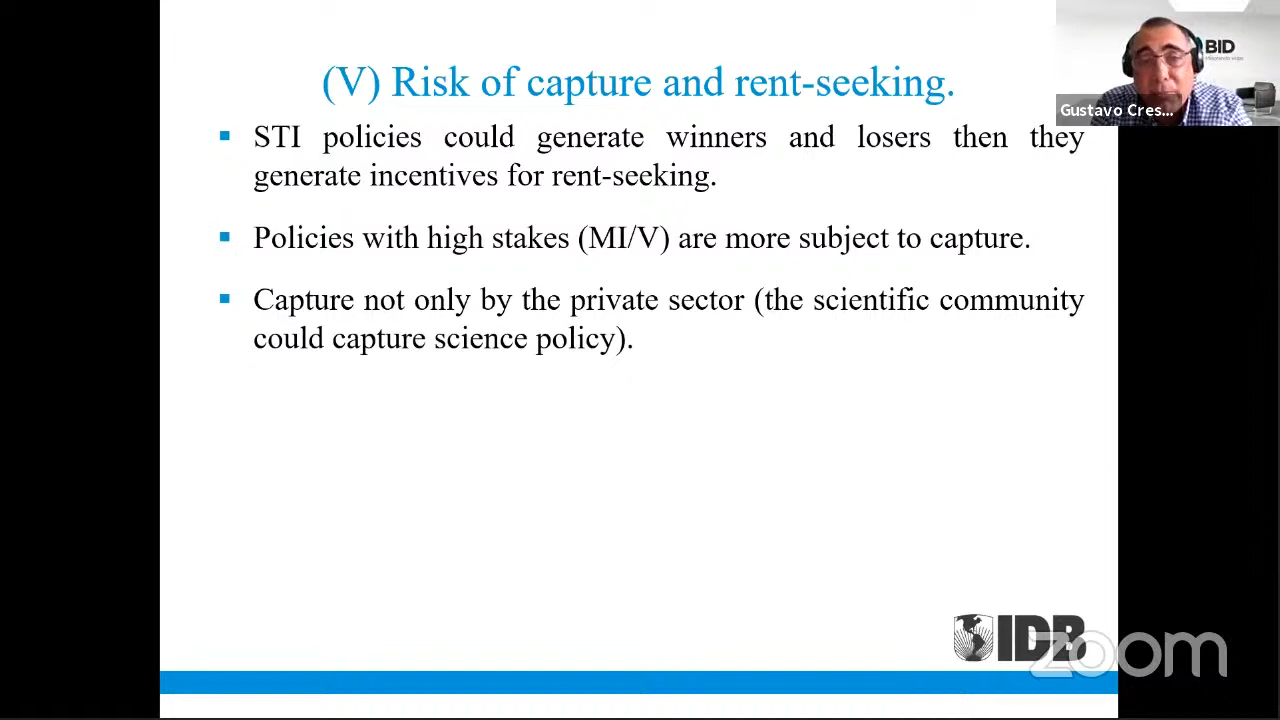 (V) Risk of capture and rent-seeking.
STI policies could generate winners and losers then they
generate incentives for rent-seeking.
Policies with high stakes (MI/V) are more subject to capture.
Capture not only by the private sector (the scientific community
could capture science policy).
BID
Gustavo Cres...
IDB
zoom